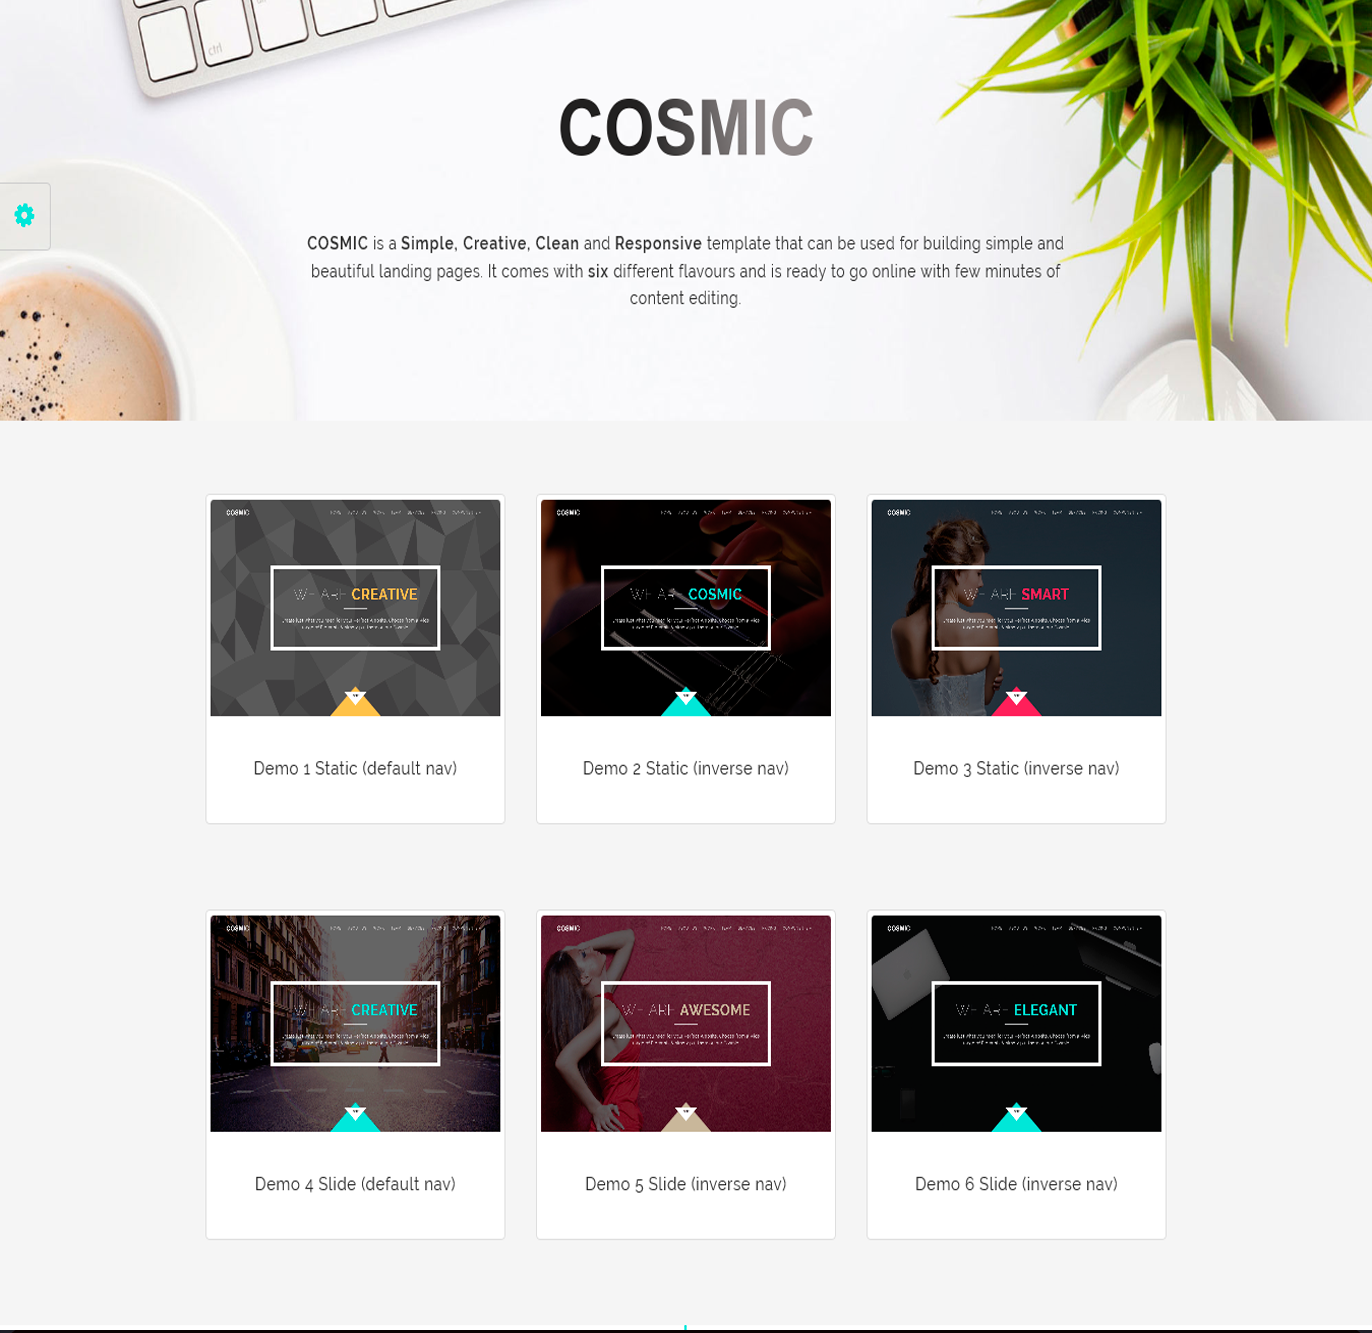 ctrl
COSMIC
COSMIC is a Simple, Creative, Clean and Responsive template that can be used for building simple and
beautiful landing pages. It comes with six different flavours and is ready to go online with few minutes of
content editing.
COSMIC
WE ARE CREATIVE
Demo 1 Static (default nav)
COSMIC
WE ARE COSMIC
Demo 2 Static (inverse nav)
COSMIC
WE ARE SMART
Demo 3 Static (inverse nav)
COSMIC
WE ARE CREATIVE
Demo 4 Slide (default nav)
COSMIC
WE ARE AWESOME
Demo 5 Slide (inverse nav)
COSMIC
WE ARE ELEGANT
Demo 6 Slide (inverse nav)